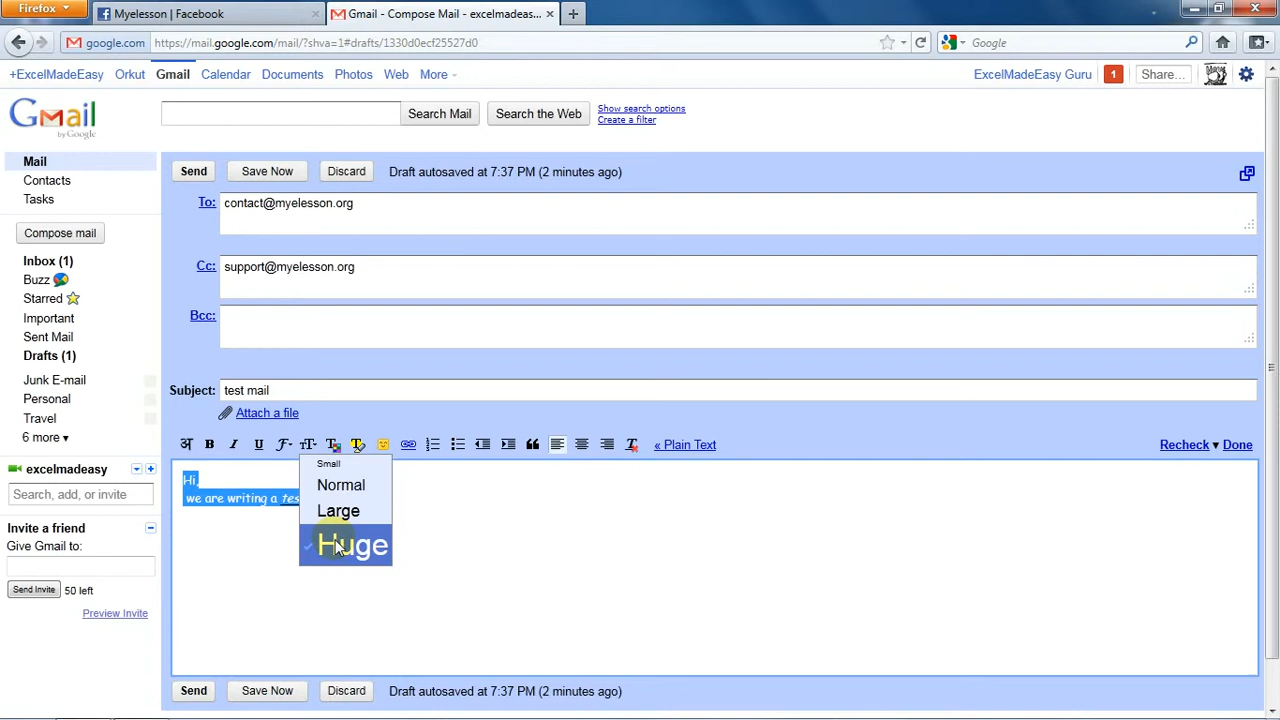 Firefox
Myelesson | Facebook
Gmail - Compose Mail - excelmadeasy...
google.com
https://mail.google.com/mail/?shva=1#drafts/1330d0ecf25527d0
Google
+ExcelMadeEasy Orkut Gmail Calendar Documents Photos Web More
ExcelMadeEasy Guru 1 Share...
Gmail
by Google
Search Mail
Search the Web
Show search options
Create a filter
Mail
Contacts
Tasks
Compose mail
Inbox (1)
Buzz
Starred
Important
Sent Mail
Drafts (1)
Junk E-mail
Personal
Travel
6 more
excelmadeasy
Search, add, or invite
Invite a friend
Give Gmail to:
Send Invite 50 left
Preview Invite
Send Save Now Discard Draft autosaved at 7:37 PM (2 minutes ago)
To: contact@myelesson.org
Cc: support@myelesson.org
Bcc:
Subject: test mail
Attach a file
अ B I U « Plain Text Recheck Done
Hi,
we are writing a tes
Small
Normal
Large
Huge
Send Save Now Discard Draft autosaved at 7:37 PM (2 minutes ago)